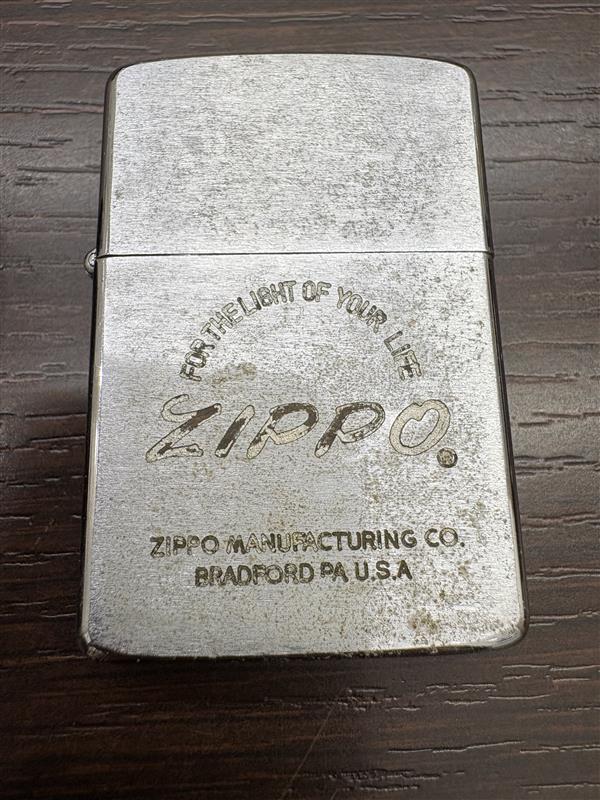 FOR THE LIGHT OF YOUR LIFE
ZIPPO®
ZIPPO MANUFACTURING CO.
BRADFORD PA U.S.A